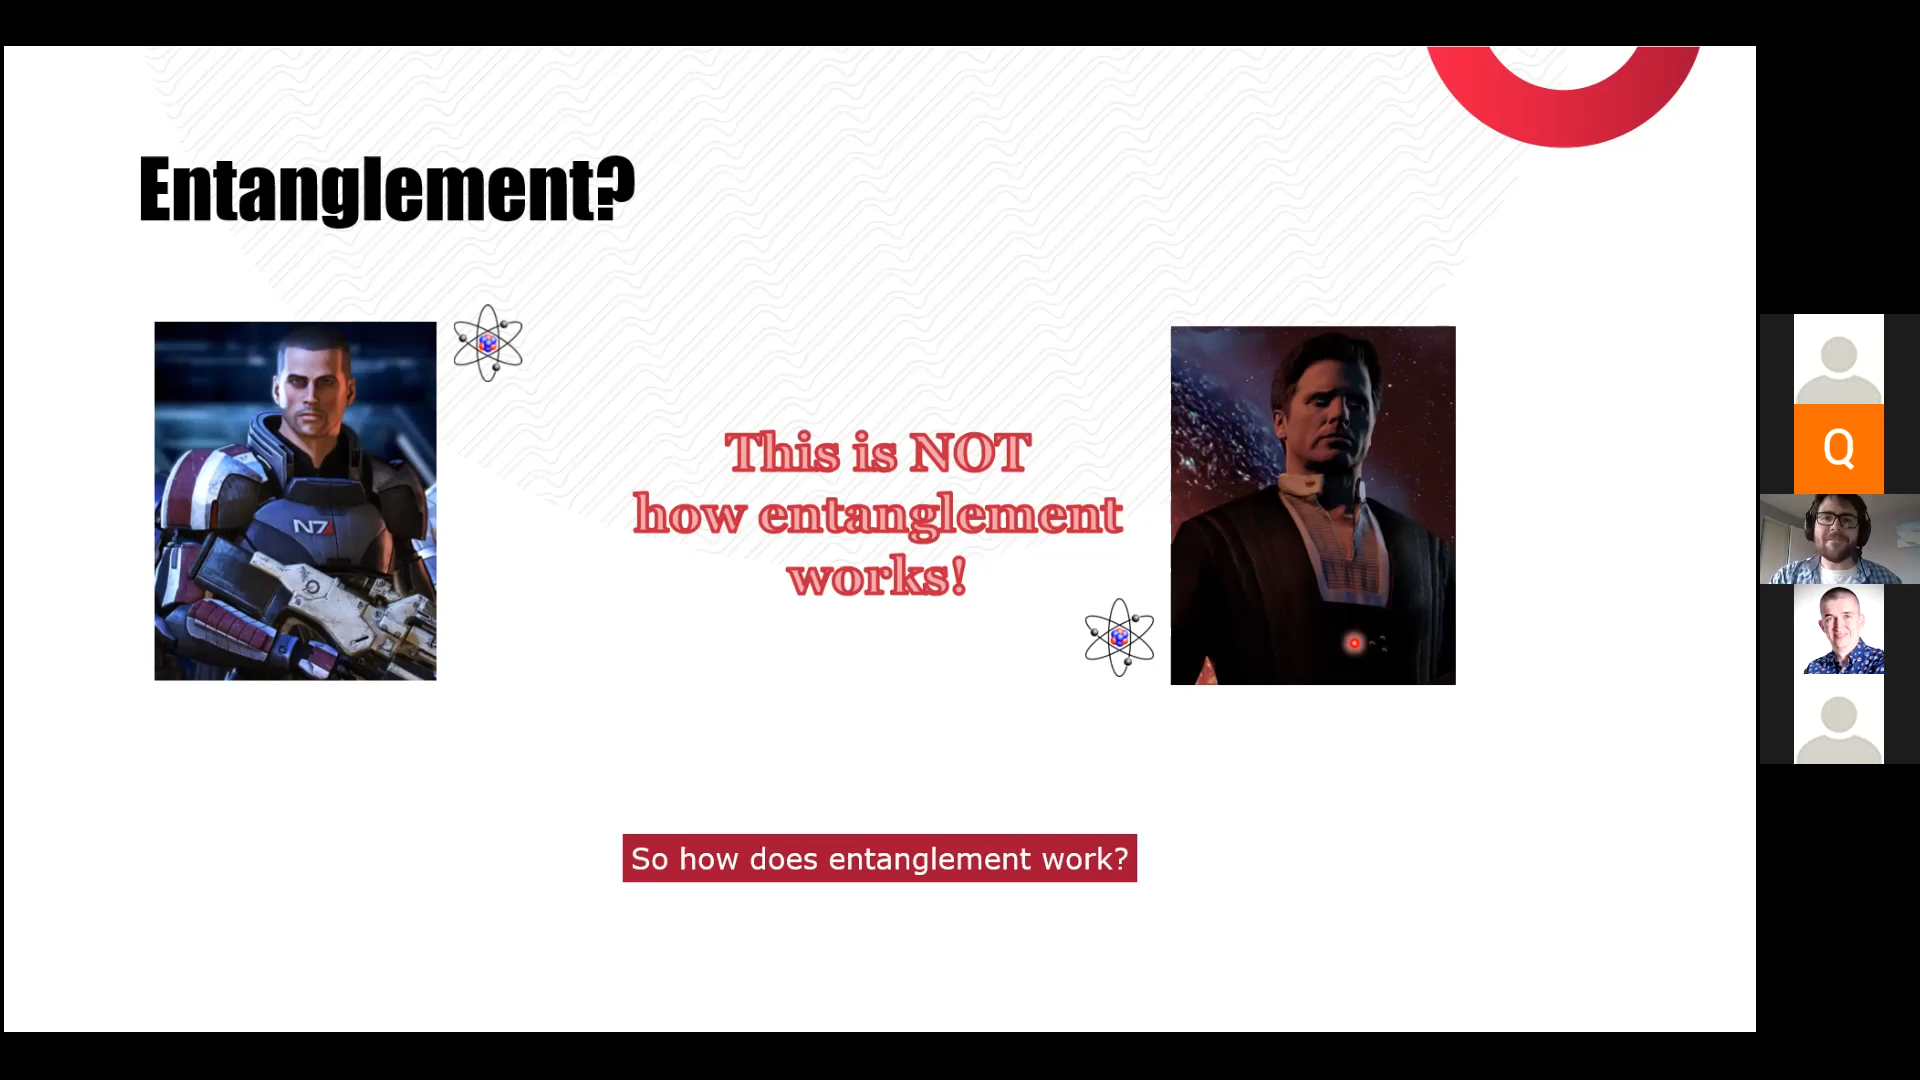 Entanglement?
N7
This is NOT
how entanglement
works!
So how does entanglement work?
Q